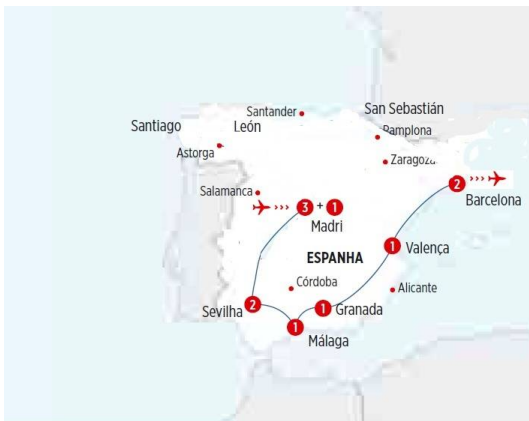 Santander
San Sebastián
Santiago
León
Pamplona
Astorga
Zaragoza
Salamanca
2
Barcelona
3 + 1
Madri
1
Valença
ESPANHA
Córdoba
Alicante
2
Sevilha
1
Granada
1
Málaga